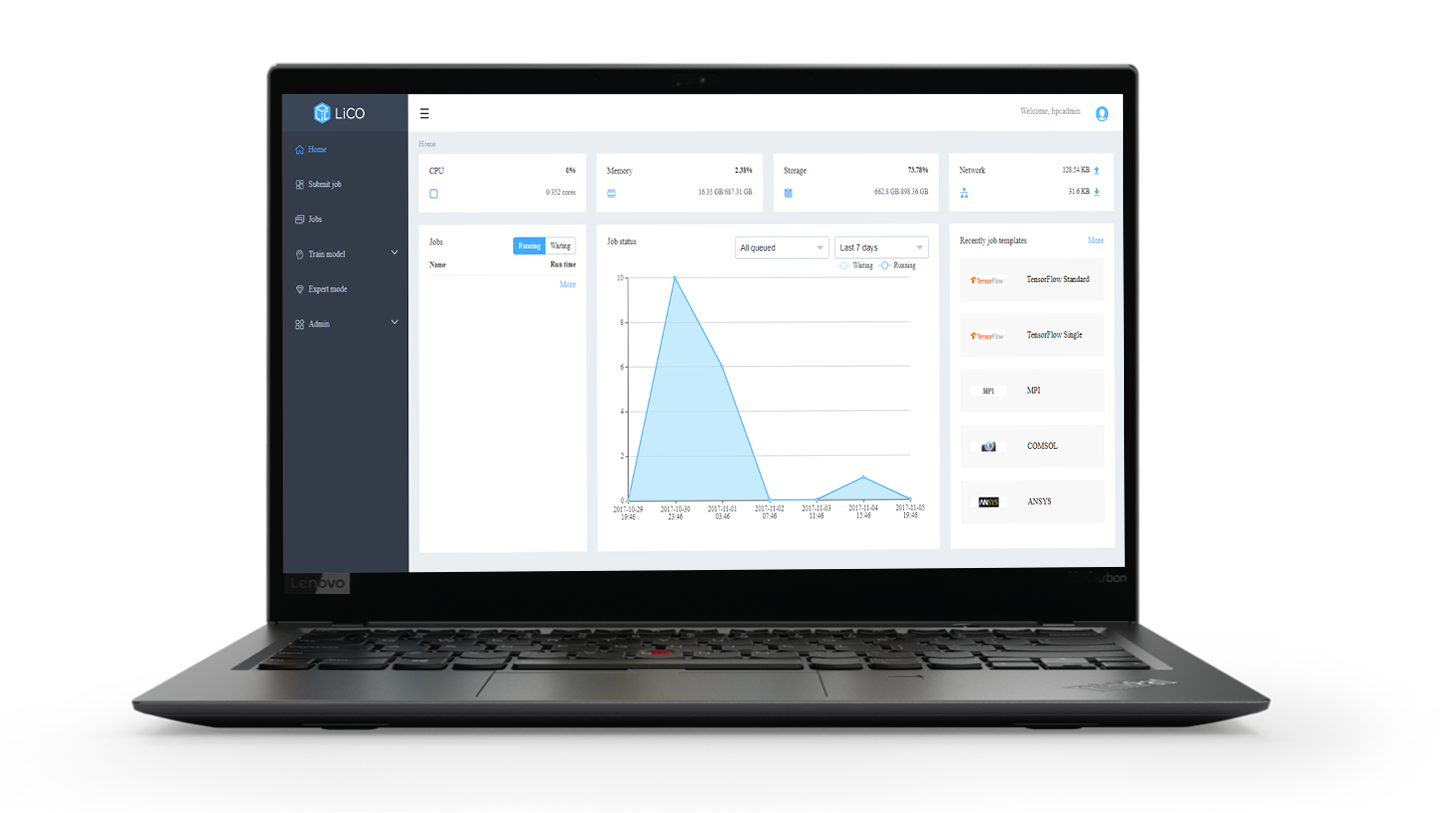 LiCO
Welcome, hpcadmin
Home
Home
Submit job
Jobs
Train model
Expert mode
Admin
CPU 0%
0/352 cores
Memory 2.38%
16.35 GB/687.31 GB
Storage 73.78%
662.8 GB/898.36 GB
Network 128.54 KB
31.6 KB
Jobs Running Waiting
Name Run time
More
Job status All queued Last 7 days
Waiting Running
10
8
6
4
2
0
2017-10-29 2017-10-30 2017-11-01 2017-11-02 2017-11-03 2017-11-04 2017-11-05
19:46 23:46 03:46 07:46 11:46 15:46 19:46
Recently job templates More
TensorFlow TensorFlow Standard
TensorFlow TensorFlow Single
MPI MPI
COMSOL
ANSYS ANSYS
Lenovo